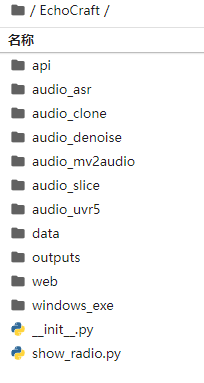 / EchoCraft /
名称
api
audio_asr
audio_clone
audio_denoise
audio_mv2audio
audio_slice
audio_uvr5
data
outputs
web
windows_exe
__init__.py
show_radio.py